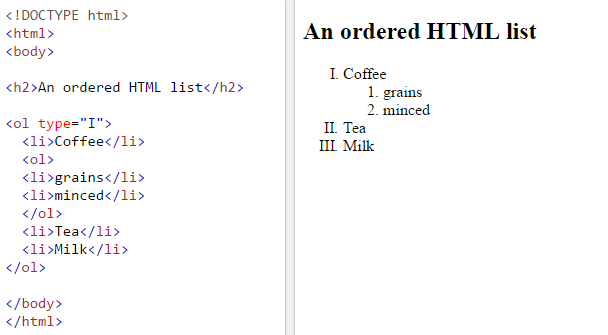 <!DOCTYPE html>
<html>
<body>
<h2>An ordered HTML list</h2>
<ol type="I">
<li>Coffee</li>
<ol>
<li>grains</li>
<li>minced</li>
</ol>
<li>Tea</li>
<li>Milk</li>
</ol>
</body>
</html>
An ordered HTML list
I. Coffee
1. grains
2. minced
II. Tea
III. Milk